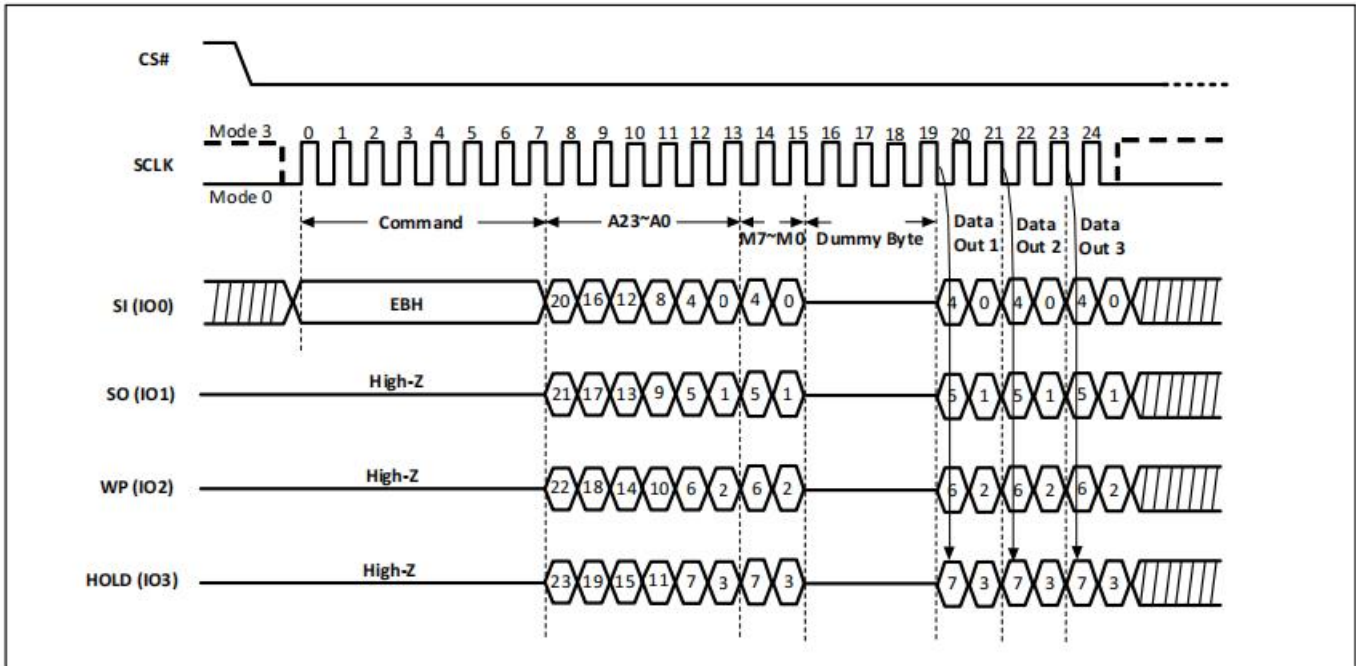 CS#
Mode 3
0 1 2 3 4 5 6 7 8 9 10 11 12 13 14 15 16 17 18 19 20 21 22 23 24
SCLK
Mode 0
Command A23~A0 M7~M0 Dummy Byte Data Out 1 Data Out 2 Data Out 3
SI (IO0) EBH 20 16 12 8 4 0 4 0 4 0 4 0 4 0
SO (IO1) High-Z 21 17 13 9 5 1 5 1 5 1 5 1 5 1
WP (IO2) High-Z 22 18 14 10 6 2 6 2 6 2 6 2 6 2
HOLD (IO3) High-Z 23 19 15 11 7 3 7 3 7 3 7 3 7 3